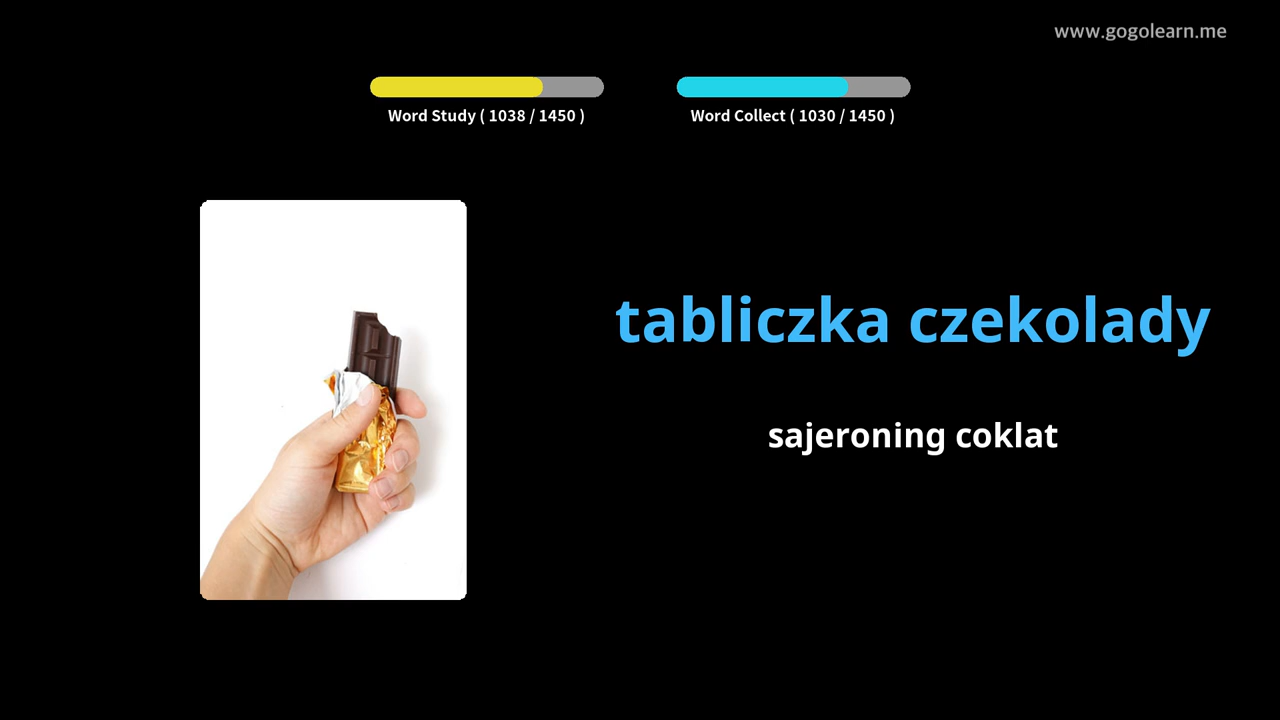 www.gogolearn.me
Word Study ( 1038 / 1450 )
Word Collect ( 1030 / 1450 )
tabliczka czekolady
sajeroning coklat